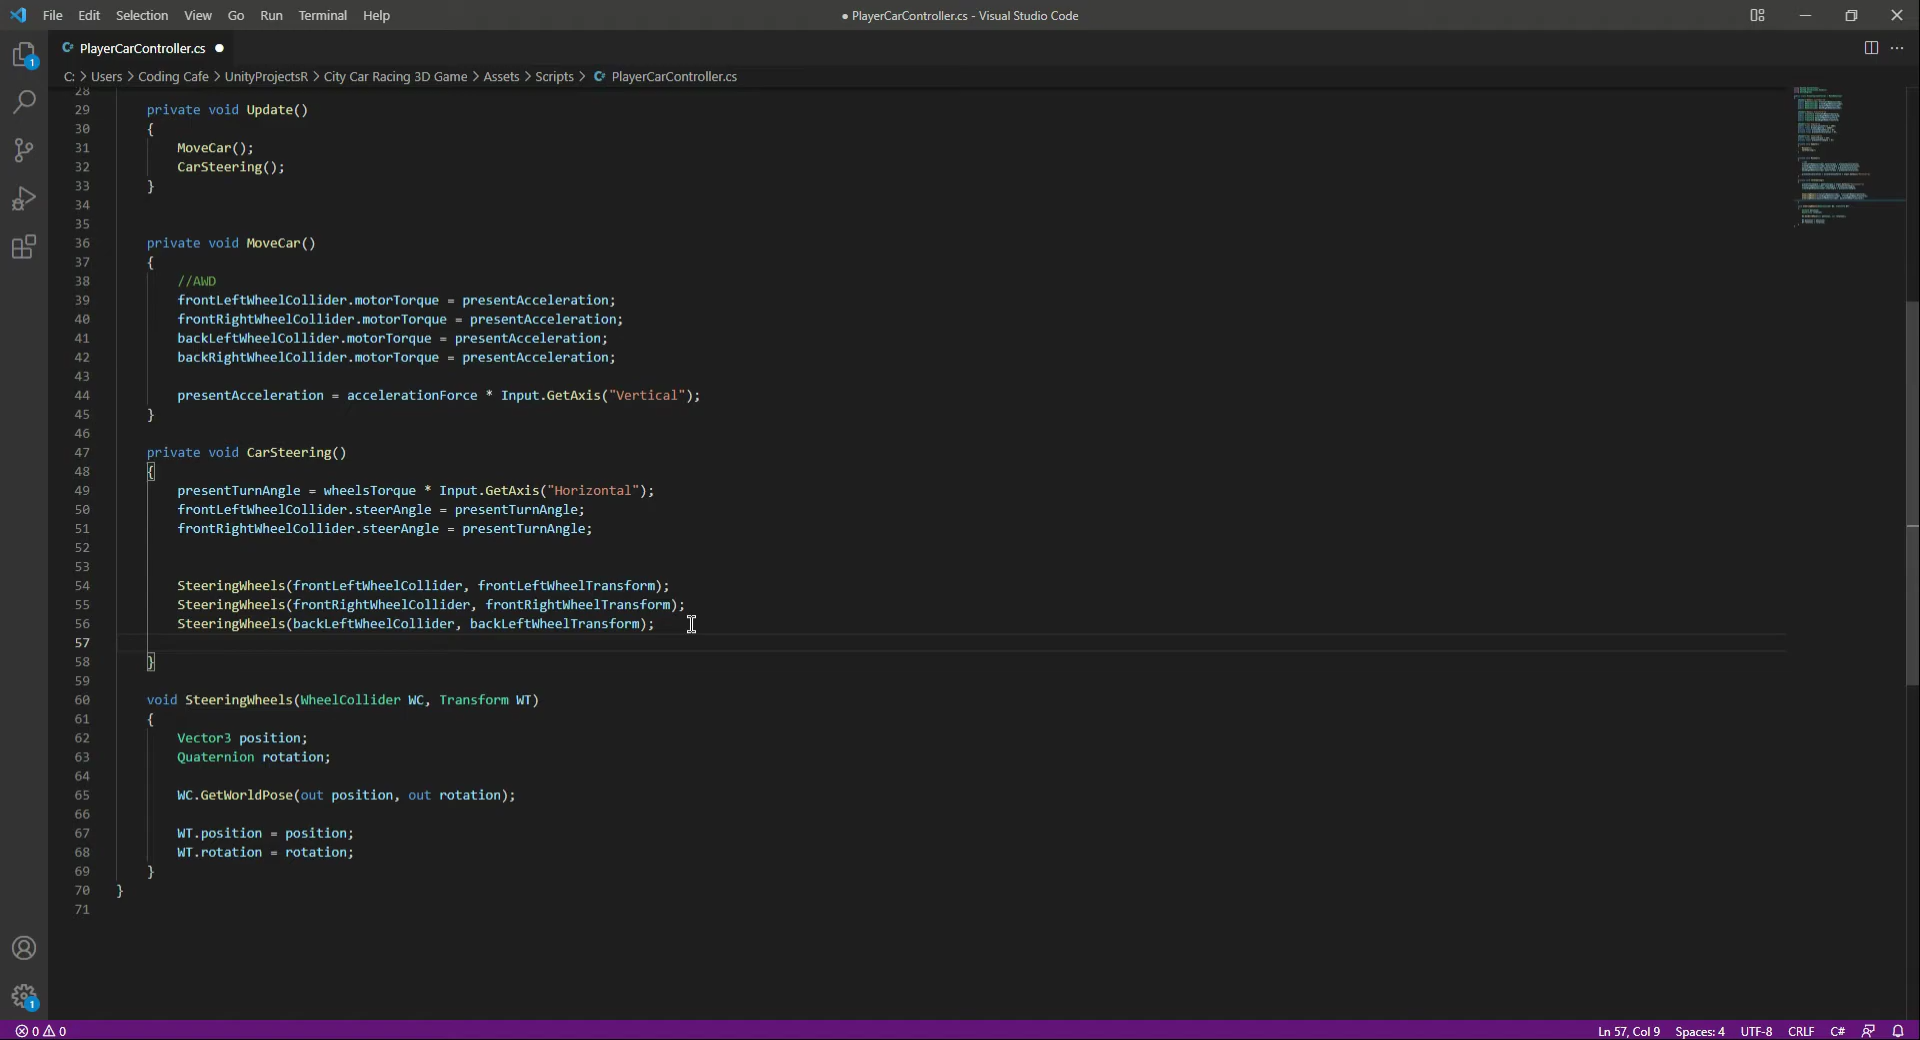 File Edit Selection View Go Run Terminal Help
● PlayerCarController.cs - Visual Studio Code
PlayerCarController.cs ●
C: > Users > Coding Cafe > UnityProjectsR > City Car Racing 3D Game > Assets > Scripts > PlayerCarController.cs
28
29 private void Update()
30 {
31 MoveCar();
32 CarSteering();
33 }
34
35
36 private void MoveCar()
37 {
38 //AWD
39 frontLeftWheelCollider.motorTorque = presentAcceleration;
40 frontRightWheelCollider.motorTorque = presentAcceleration;
41 backLeftWheelCollider.motorTorque = presentAcceleration;
42 backRightWheelCollider.motorTorque = presentAcceleration;
43
44 presentAcceleration = accelerationForce * Input.GetAxis("Vertical");
45 }
46
47 private void CarSteering()
48 {
49 presentTurnAngle = wheelsTorque * Input.GetAxis("Horizontal");
50 frontLeftWheelCollider.steerAngle = presentTurnAngle;
51 frontRightWheelCollider.steerAngle = presentTurnAngle;
52
53
54 SteeringWheels(frontLeftWheelCollider, frontLeftWheelTransform);
55 SteeringWheels(frontRightWheelCollider, frontRightWheelTransform);
56 SteeringWheels(backLeftWheelCollider, backLeftWheelTransform);
57
58 }
59
60 void SteeringWheels(WheelCollider WC, Transform WT)
61 {
62 Vector3 position;
63 Quaternion rotation;
64
65 WC.GetWorldPose(out position, out rotation);
66
67 WT.position = position;
68 WT.rotation = rotation;
69 }
70 }
71
1
1
0 0 Ln 57, Col 9 Spaces: 4 UTF-8 CRLF C#